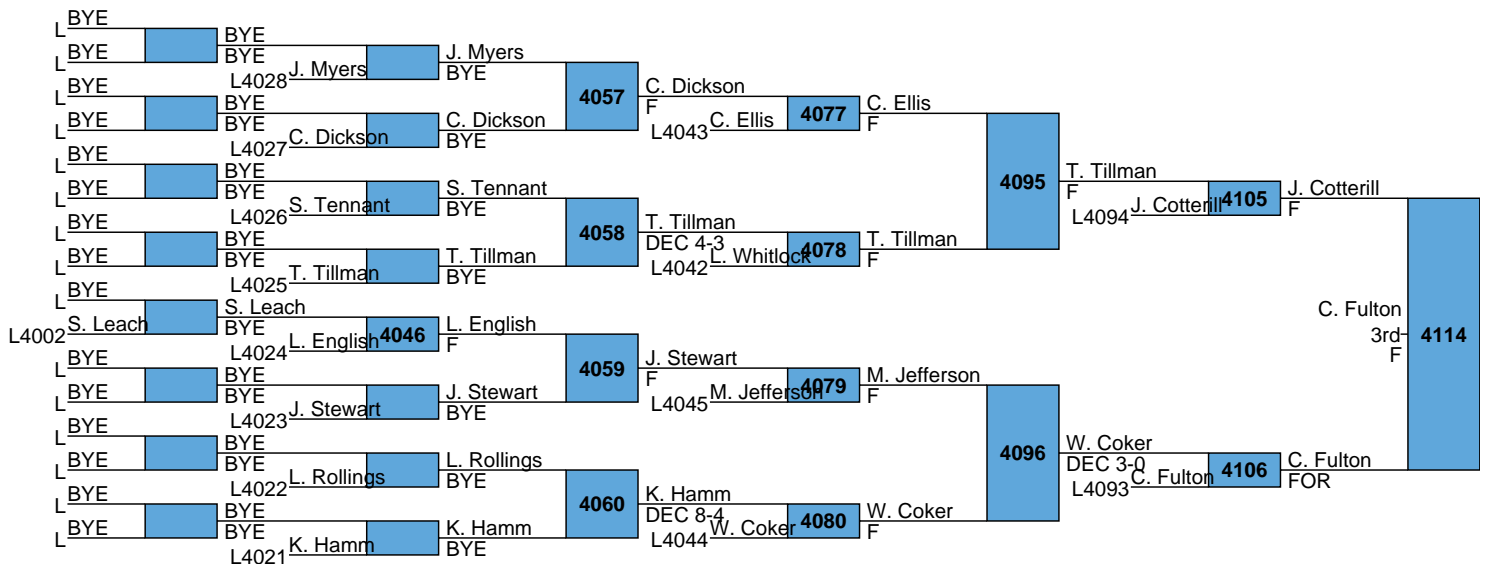 BYE
L
BYE
L
BYE
BYE
L4028
J. Myers
J. Myers
BYE
BYE
L
BYE
L
BYE
BYE
L4027
C. Dickson
C. Dickson
BYE
4057
C. Dickson
F
L4043
C. Ellis
4077
C. Ellis
F
BYE
L
BYE
L
BYE
BYE
L4026
S. Tennant
S. Tennant
BYE
BYE
L
BYE
L
BYE
BYE
L4025
T. Tillman
T. Tillman
BYE
4058
T. Tillman
DEC 4-3
L4042
L. Whitlock
4078
T. Tillman
F
4095
T. Tillman
F
L4094
J. Cotterill
4105
J. Cotterill
F
BYE
L
L4002
S. Leach
S. Leach
BYE
L4024
L. English
4046
L. English
F
BYE
L
BYE
L
BYE
BYE
L4023
J. Stewart
J. Stewart
BYE
4059
J. Stewart
F
L4045
M. Jefferson
4079
M. Jefferson
F
BYE
L
BYE
L
BYE
BYE
L4022
L. Rollings
L. Rollings
BYE
BYE
L
BYE
L
BYE
BYE
L4021
K. Hamm
K. Hamm
BYE
4060
K. Hamm
DEC 8-4
L4044
W. Coker
4080
W. Coker
F
4096
W. Coker
DEC 3-0
L4093
C. Fulton
4106
C. Fulton
FOR
C. Fulton
3rd
F
4114